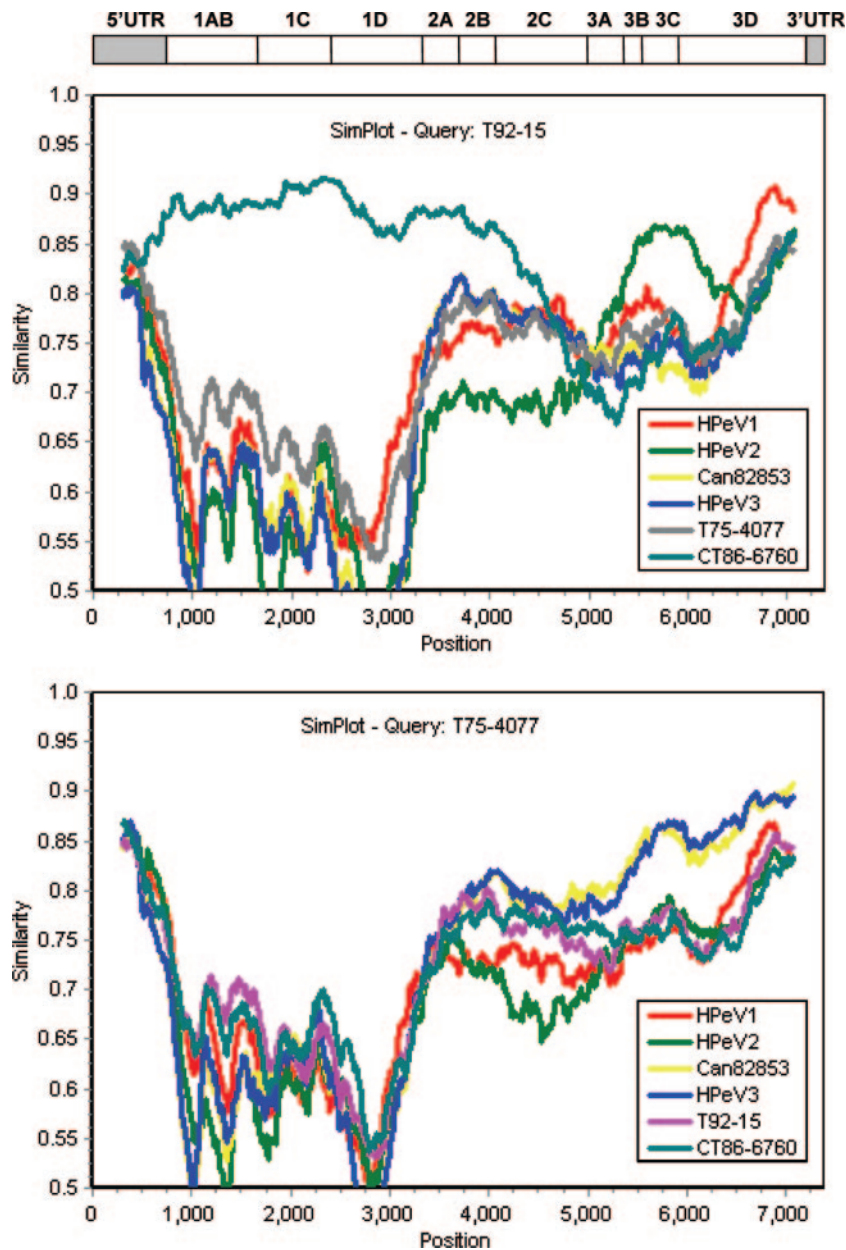 5'UTR 1AB 1C 1D 2A 2B 2C 3A 3B 3C 3D 3'UTR
1.0
SimPlot - Query: T92-15
0.95
0.9
0.85
0.8
0.75
Similarity
0.7
0.65
0.6
0.55
0.5
HPeV1
HPeV2
Can82853
HPeV3
T75-4077
CT86-6760
0 1,000 2,000 3,000 4,000 5,000 6,000 7,000
Position
1.0
SimPlot - Query: T75-4077
0.95
0.9
0.85
0.8
0.75
Similarity
0.7
0.65
0.6
0.55
0.5
HPeV1
HPeV2
Can82853
HPeV3
T92-15
CT86-6760
0 1,000 2,000 3,000 4,000 5,000 6,000 7,000
Position